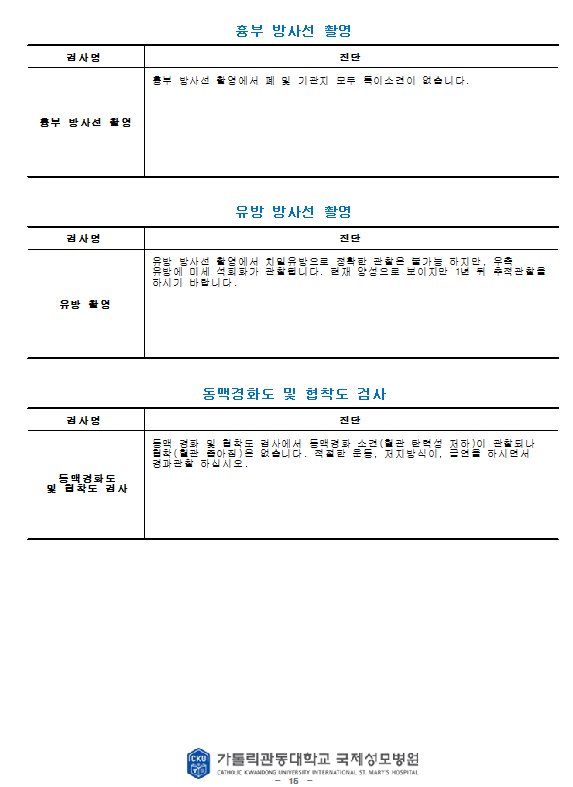 흉부 방사선 촬영
검사명 진단
흉부 방사선 촬영에서 폐 및 기관지 모두 특이소견이 없습니다.
흉부 방사선 촬영
유방 방사선 촬영
검사명 진단
유방 방사선 촬영에서 치밀유방으로 정확한 관찰은 불가능 하지만, 우측
유방에 미세 석회화가 관찰됩니다. 현재 양성으로 보이지만 1년 뒤 추적관찰을
하시기 바랍니다.
유방 촬영
동맥경화도 및 협착도 검사
검사명 진단
동맥 경화 및 협착도 검사에서 동맥경화 소견(혈관 탄력성 저하)이 관찰되나
협착(혈관 좁아짐)은 없습니다. 적절한 운동, 저지방식이, 금연을 하시면서
경과관찰 하십시오.
동맥경화도
및 협착도 검사
ICKU
가톨릭관동대학교 국제성모병원
CATHOLIC KWANDONG UNIVERSITY INTERNATIONAL ST. MARY'S HOSPITAL
- 15 -